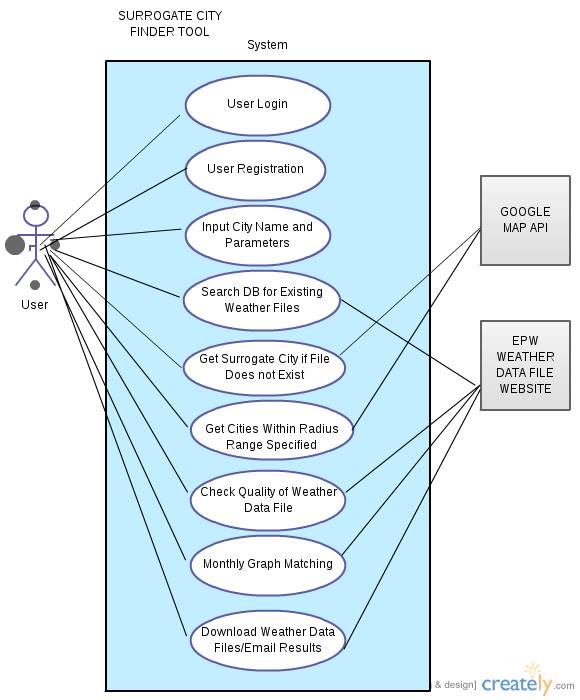 SURROGATE CITY
FINDER TOOL
System
User Login
User Registration
Input City Name and
Parameters
Search DB for Existing
Weather Files
Get Surrogate City if File
Does not Exist
Get Cities Within Radius
Range Specified
Check Quality of Weather
Data File
Monthly Graph Matching
Download Weather Data
Files/Email Results
User
GOOGLE
MAP API
EPW
WEATHER
DATA FILE
WEBSITE
& design]
creately.com